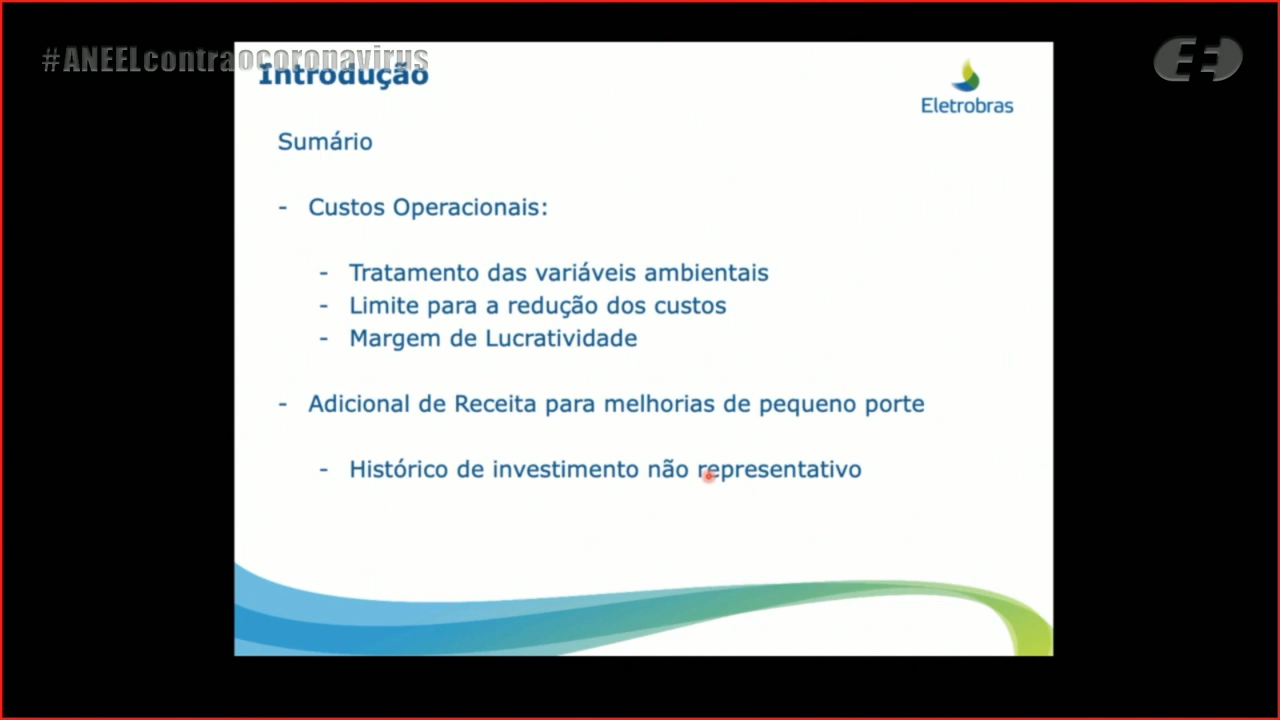 #ANEELcontraocoronavirus
Introdução
Eletrobras
Sumário
- Custos Operacionais:
- Tratamento das variáveis ambientais
- Limite para a redução dos custos
- Margem de Lucratividade
- Adicional de Receita para melhorias de pequeno porte
- Histórico de investimento não representativo